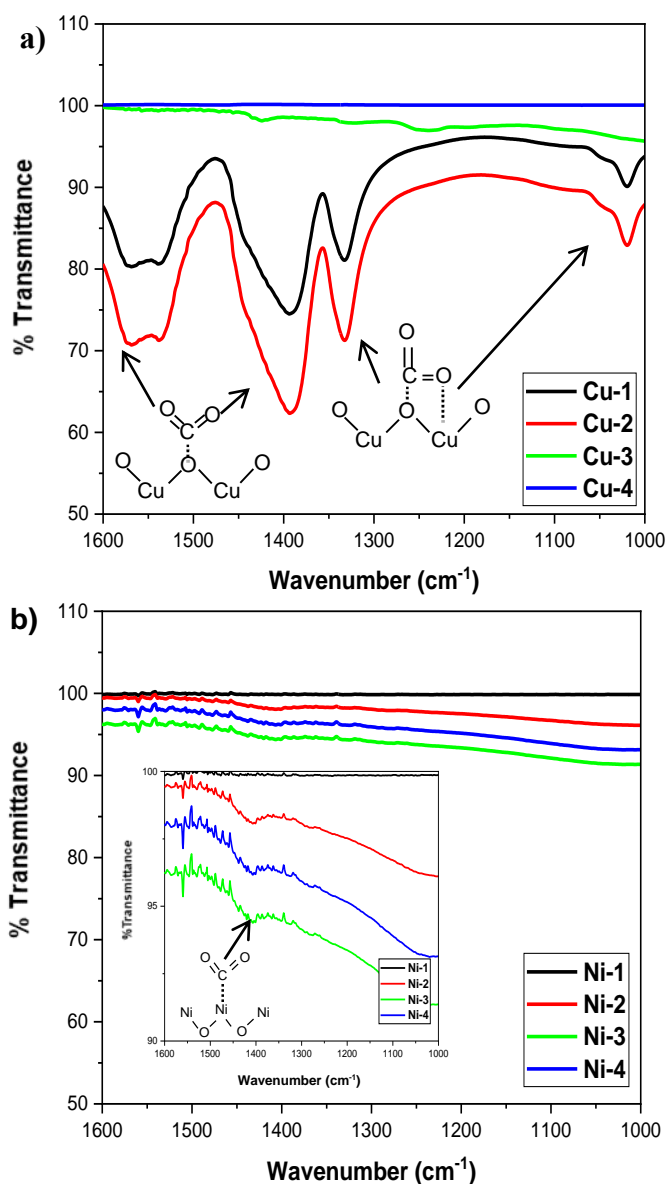 a)
110
100
90
80
70
60
50
% Transmittance
O
O
C
O
O
O
Cu
Cu
O
C
O
O
O
O
Cu
Cu
Cu-1
Cu-2
Cu-3
Cu-4
1600 1500 1400 1300 1200 1100 1000
Wavenumber (cm-1)
b)
110
100
90
80
70
60
50
% Transmittance
100
95
90
%Transmittance
O
O
C
Ni
Ni
Ni
O
O
Ni-1
Ni-2
Ni-3
Ni-4
1600 1500 1400 1300 1200 1100 1000
Wavenumber (cm-1)
Ni-1
Ni-2
Ni-3
Ni-4
1600 1500 1400 1300 1200 1100 1000
Wavenumber (cm-1)